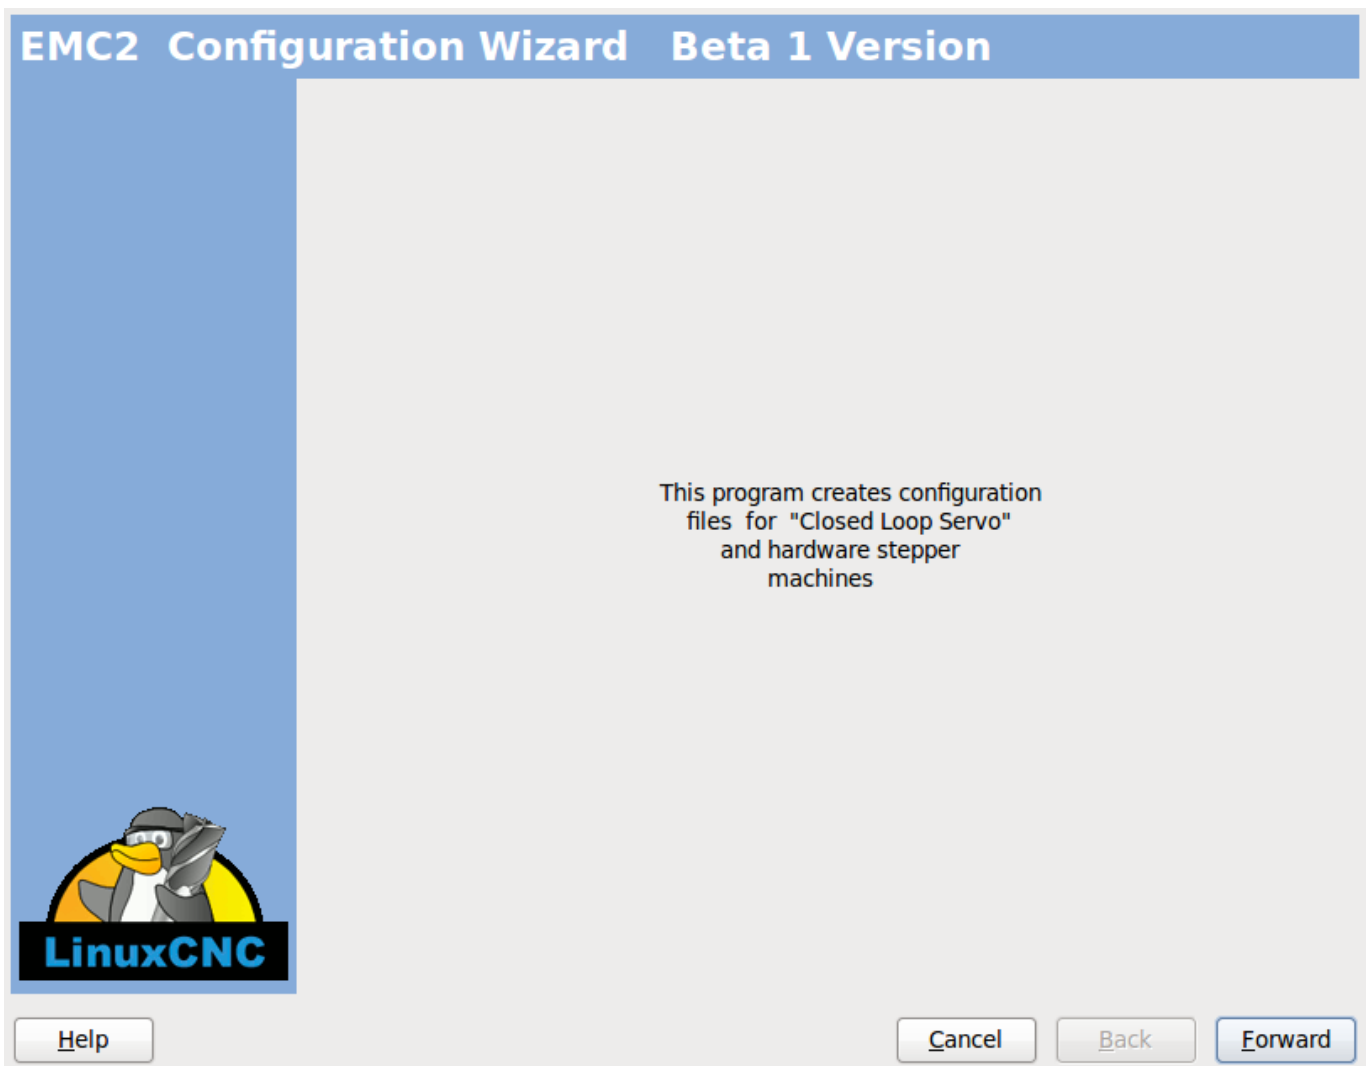 EMC2  Configuration Wizard   Beta 1 Version
This program creates configuration
files  for  "Closed Loop Servo"
and hardware stepper
machines
LinuxCNC
Help
Cancel
Back
Forward